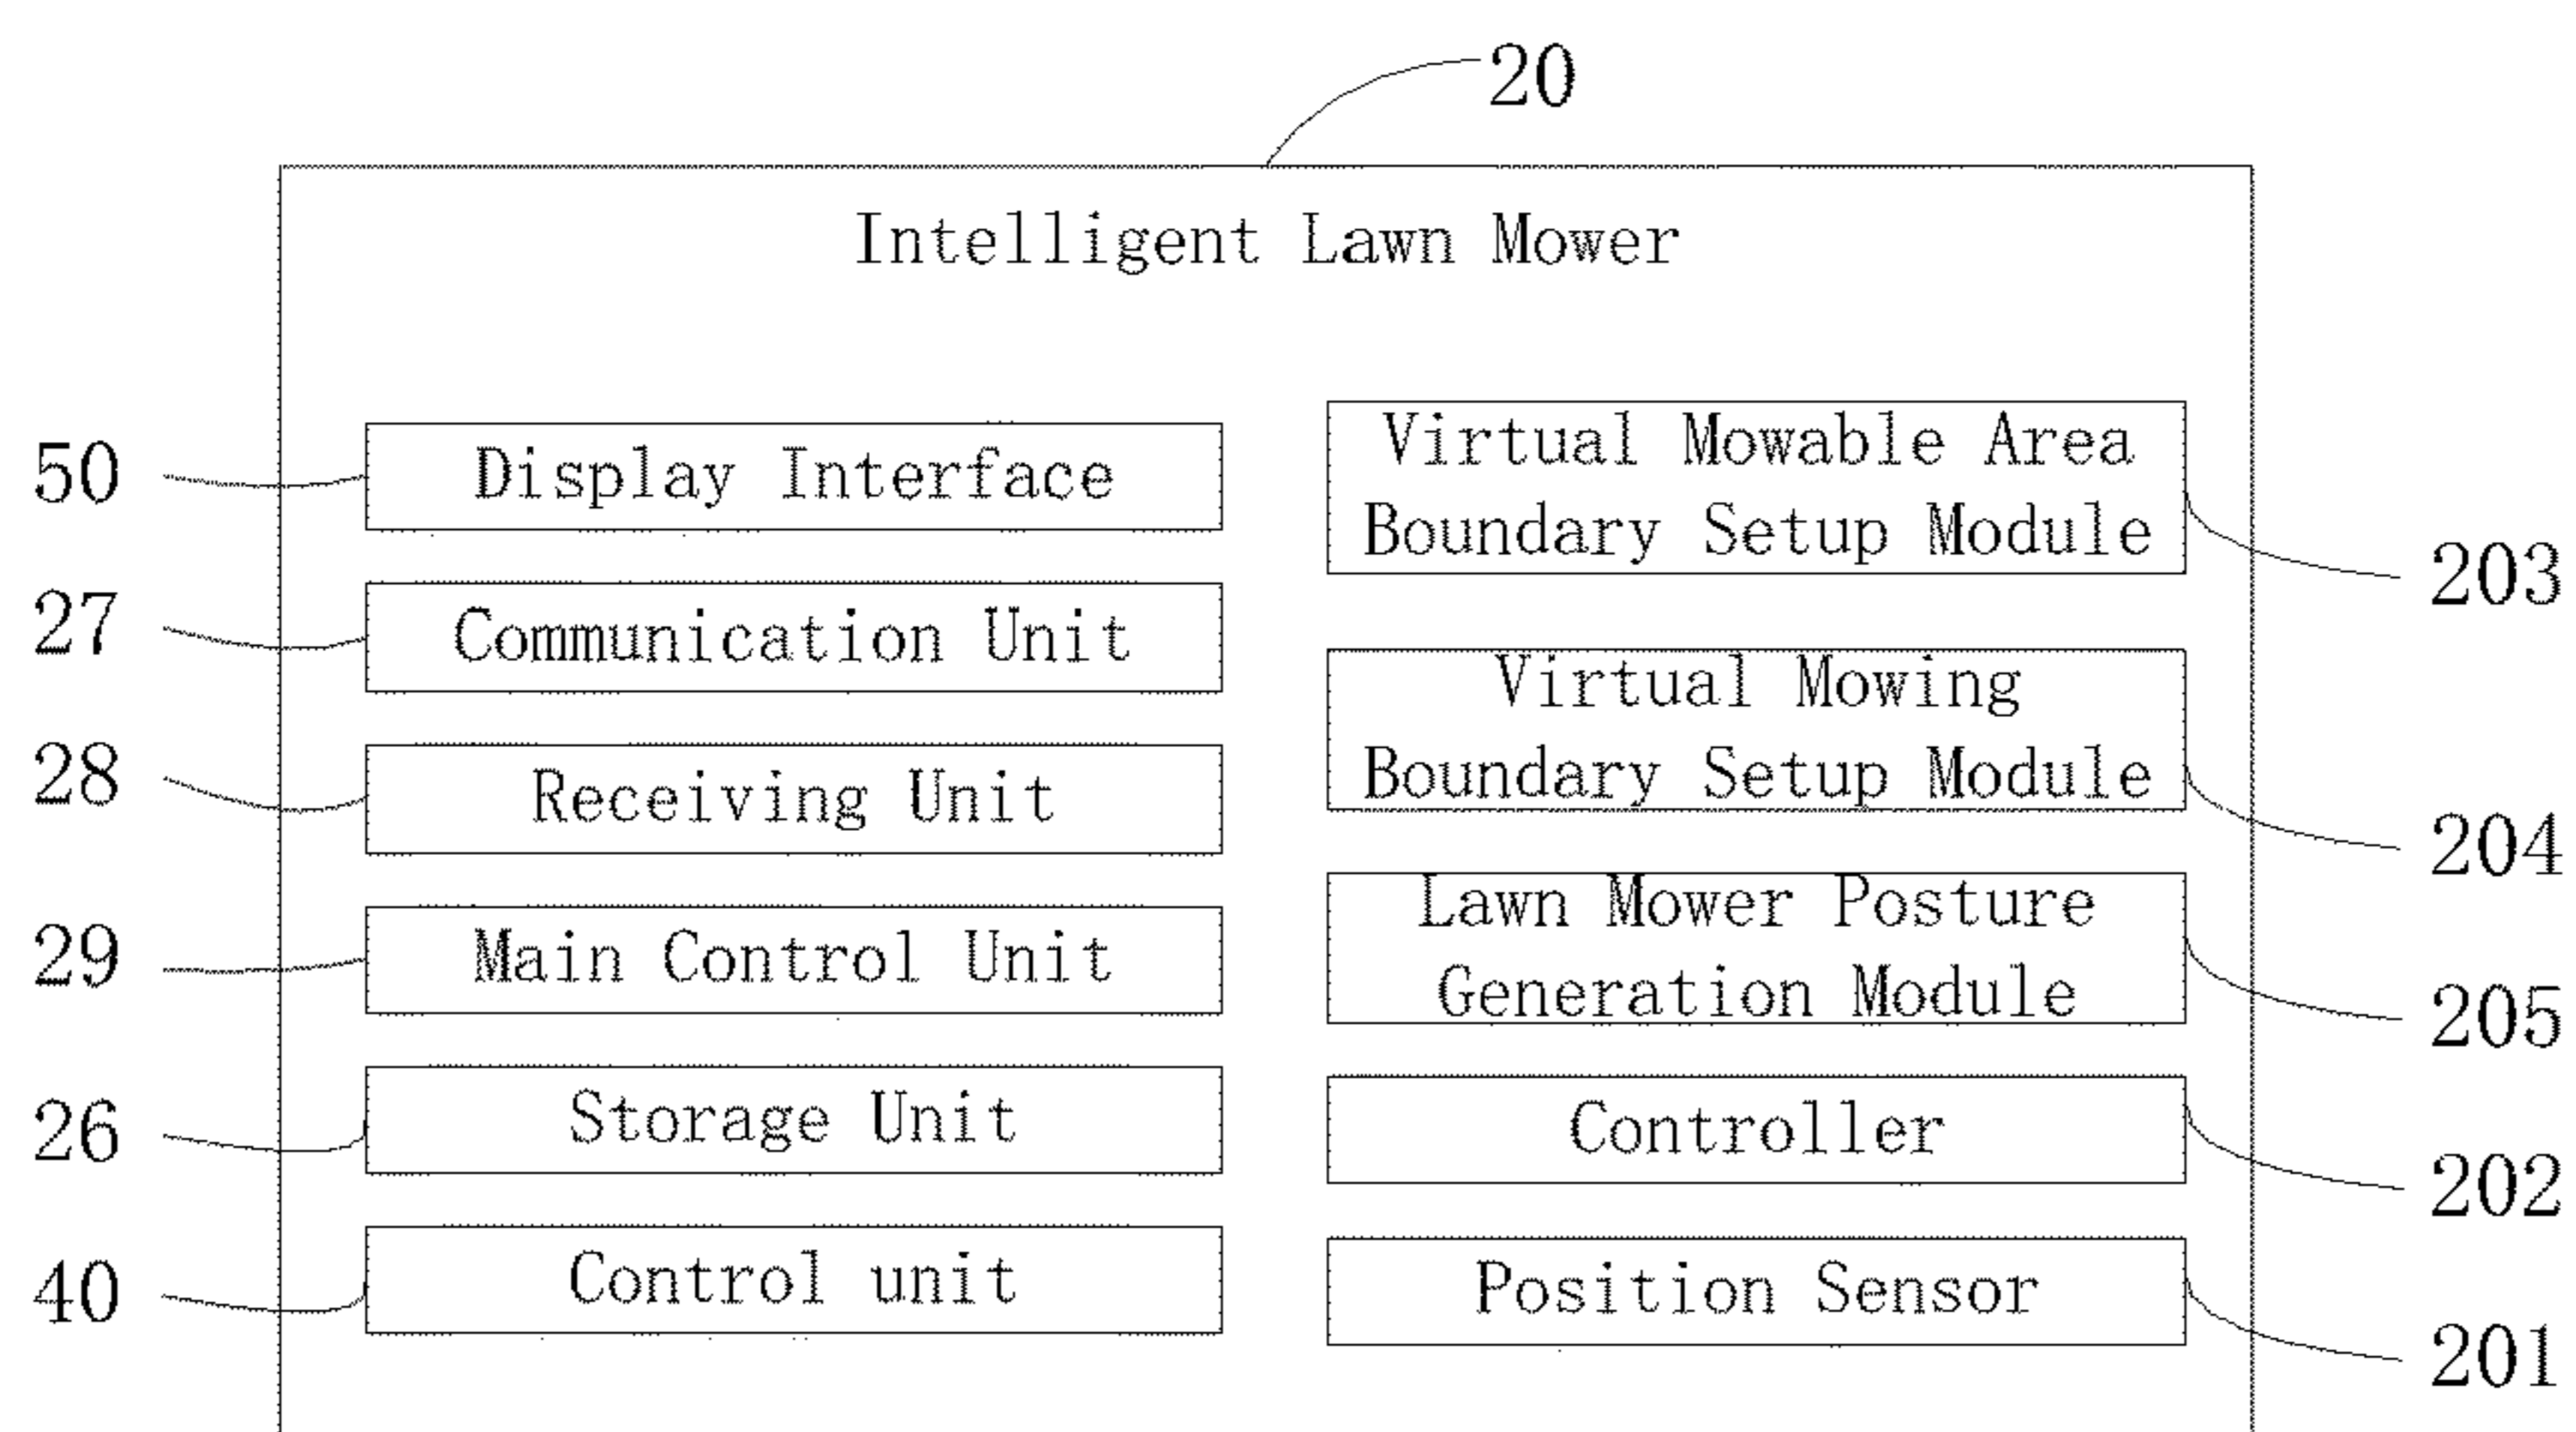 20
Intelligent Lawn Mower
50
Display Interface
27
Communication Unit
28
Receiving Unit
29
Main Control Unit
26
Storage Unit
40
Control unit
Virtual Mowable Area
Boundary Setup Module
203
Virtual Mowing
Boundary Setup Module
204
Lawn Mower Posture
Generation Module
205
Controller
202
Position Sensor
201